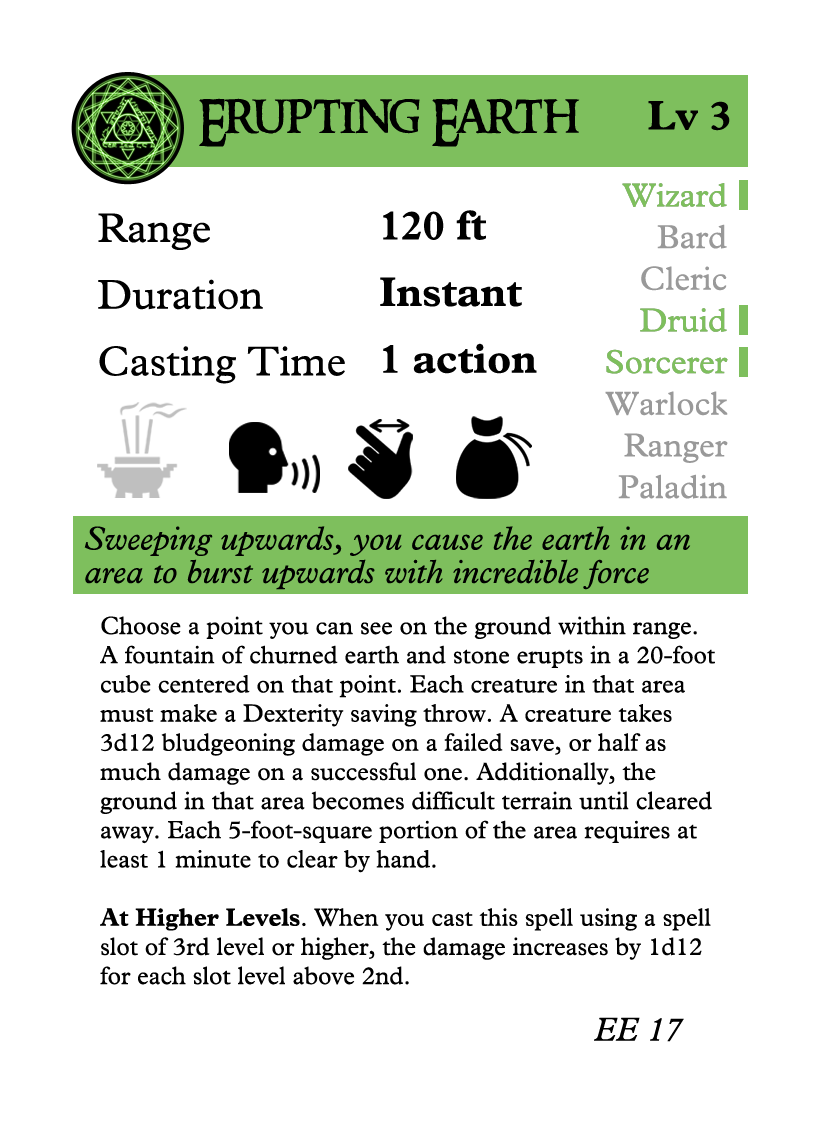 Erupting Earth Lv 3
Wizard
Bard
Cleric
Druid
Sorcerer
Warlock
Ranger
Paladin
Range 120 ft
Duration Instant
Casting Time 1 action
Sweeping upwards, you cause the earth in an
area to burst upwards with incredible force
Choose a point you can see on the ground within range.
A fountain of churned earth and stone erupts in a 20-foot
cube centered on that point. Each creature in that area
must make a Dexterity saving throw. A creature takes
3d12 bludgeoning damage on a failed save, or half as
much damage on a successful one. Additionally, the
ground in that area becomes difficult terrain until cleared
away. Each 5-foot-square portion of the area requires at
least 1 minute to clear by hand.
At Higher Levels. When you cast this spell using a spell
slot of 3rd level or higher, the damage increases by 1d12
for each slot level above 2nd.
EE 17